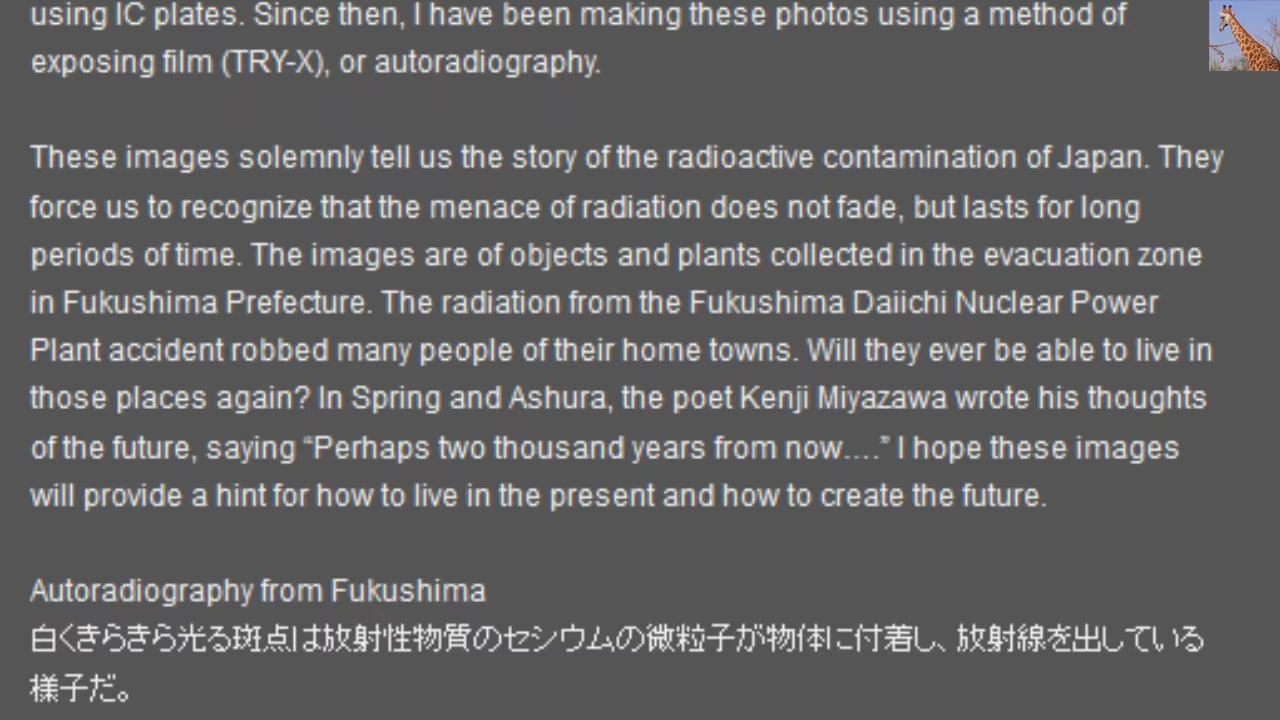 using IC plates. Since then, I have been making these photos using a method of
exposing film (TRY-X), or autoradiography.
These images solemnly tell us the story of the radioactive contamination of Japan. They
force us to recognize that the menace of radiation does not fade, but lasts for long
periods of time. The images are of objects and plants collected in the evacuation zone
in Fukushima Prefecture. The radiation from the Fukushima Daiichi Nuclear Power
Plant accident robbed many people of their home towns. Will they ever be able to live in
those places again? In Spring and Ashura, the poet Kenji Miyazawa wrote his thoughts
of the future, saying “Perhaps two thousand years from now….” I hope these images
will provide a hint for how to live in the present and how to create the future.
Autoradiography from Fukushima
白くきらきら光る斑点は放射性物質のセシウムの微粒子が物体に付着し、放射線を出している
様子だ。